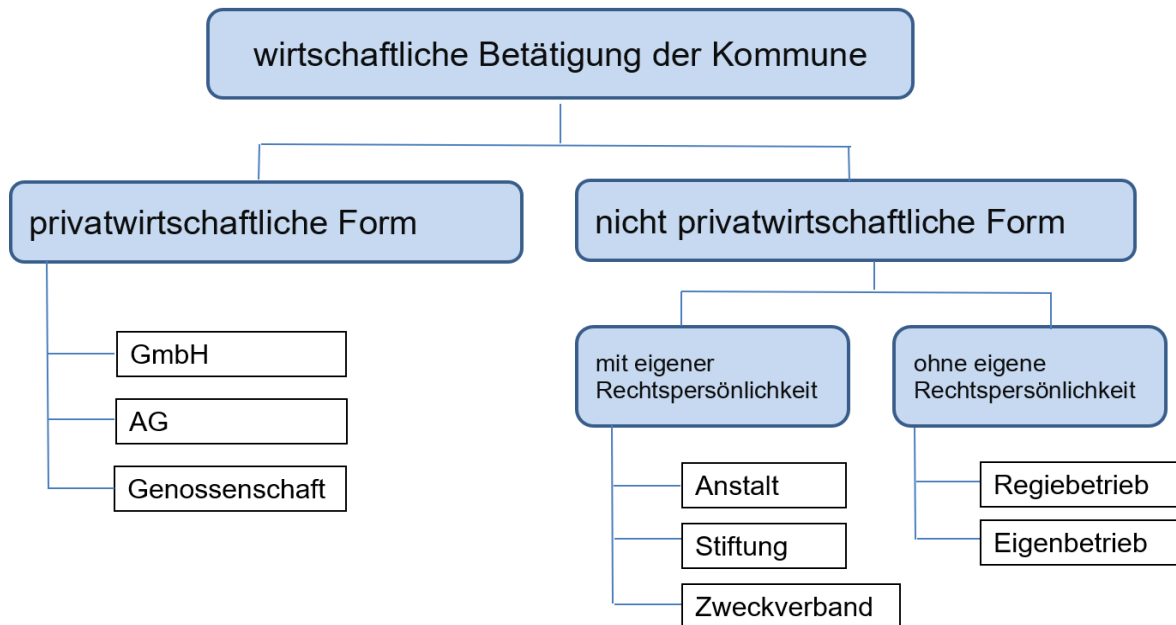 wirtschaftliche Betätigung der Kommune
privatwirtschaftliche Form
nicht privatwirtschaftliche Form
GmbH
AG
Genossenschaft
mit eigener
Rechtspersönlichkeit
ohne eigene
Rechtspersönlichkeit
Anstalt
Stiftung
Zweckverband
Regiebetrieb
Eigenbetrieb